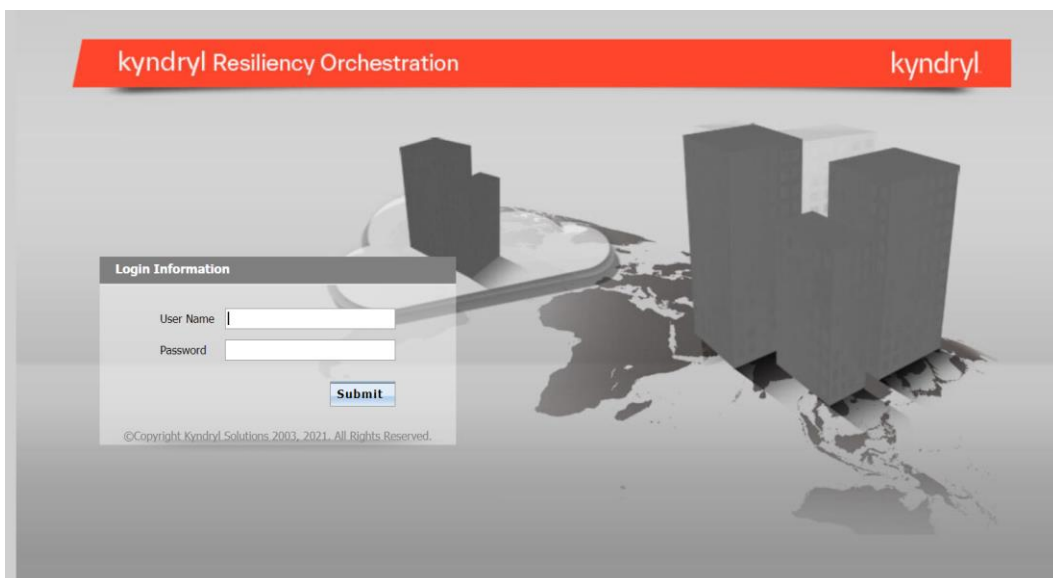 kyndryl Resiliency Orchestration
kyndryl
Login Information
User Name
Password
Submit
©Copyright Kyndryl Solutions 2003, 2021. All Rights Reserved.